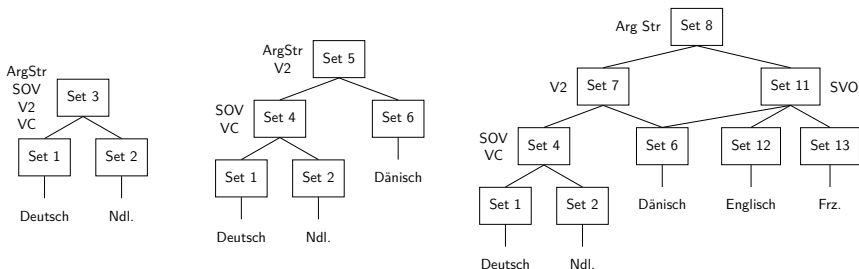 ArgStr
SOV
V2
VC
Set 3
Set 1
Set 2
Deutsch
Ndl.
ArgStr
V2
Set 5
SOV
VC
Set 4
Set 6
Set 1
Set 2
Dänisch
Deutsch
Ndl.
Arg Str
Set 8
V2
Set 7
Set 11
SVO
SOV
VC
Set 4
Set 6
Set 12
Set 13
Set 1
Set 2
Dänisch
Englisch
Frz.
Deutsch
Ndl.